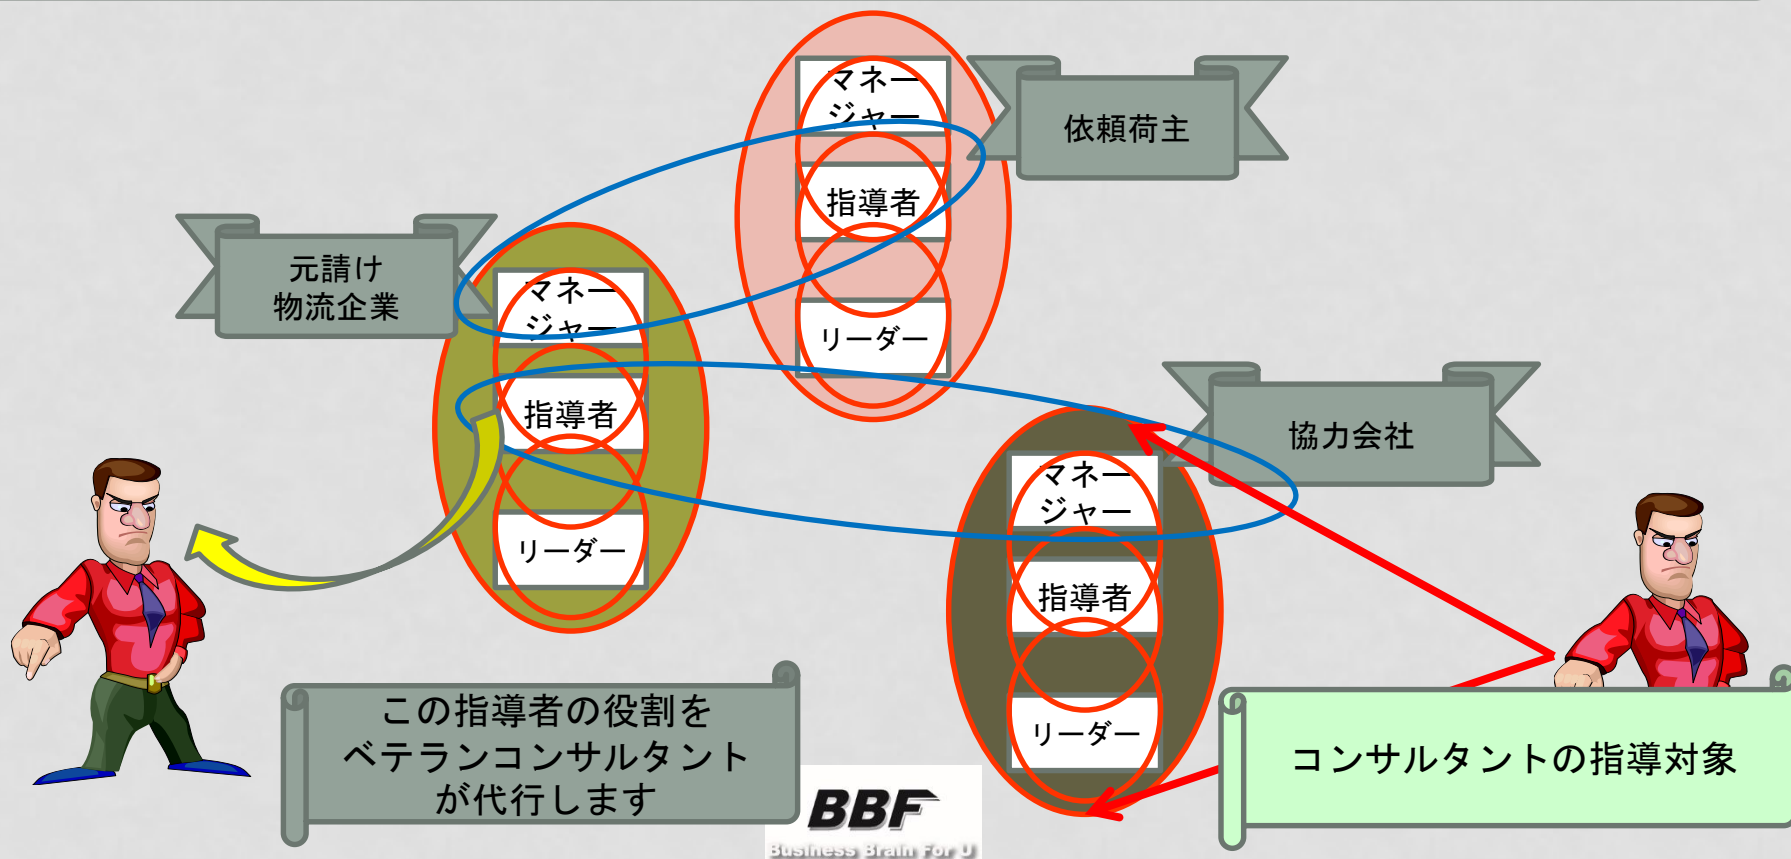 マネー
ジャー
指導者
リーダー
依頼荷主
元請け
物流企業
マネー
ジャー
指導者
リーダー
協力会社
マネー
ジャー
指導者
リーダー
この指導者の役割を
ベテランコンサルタント
が代行します
コンサルタントの指導対象
BBF
Business Brain For U